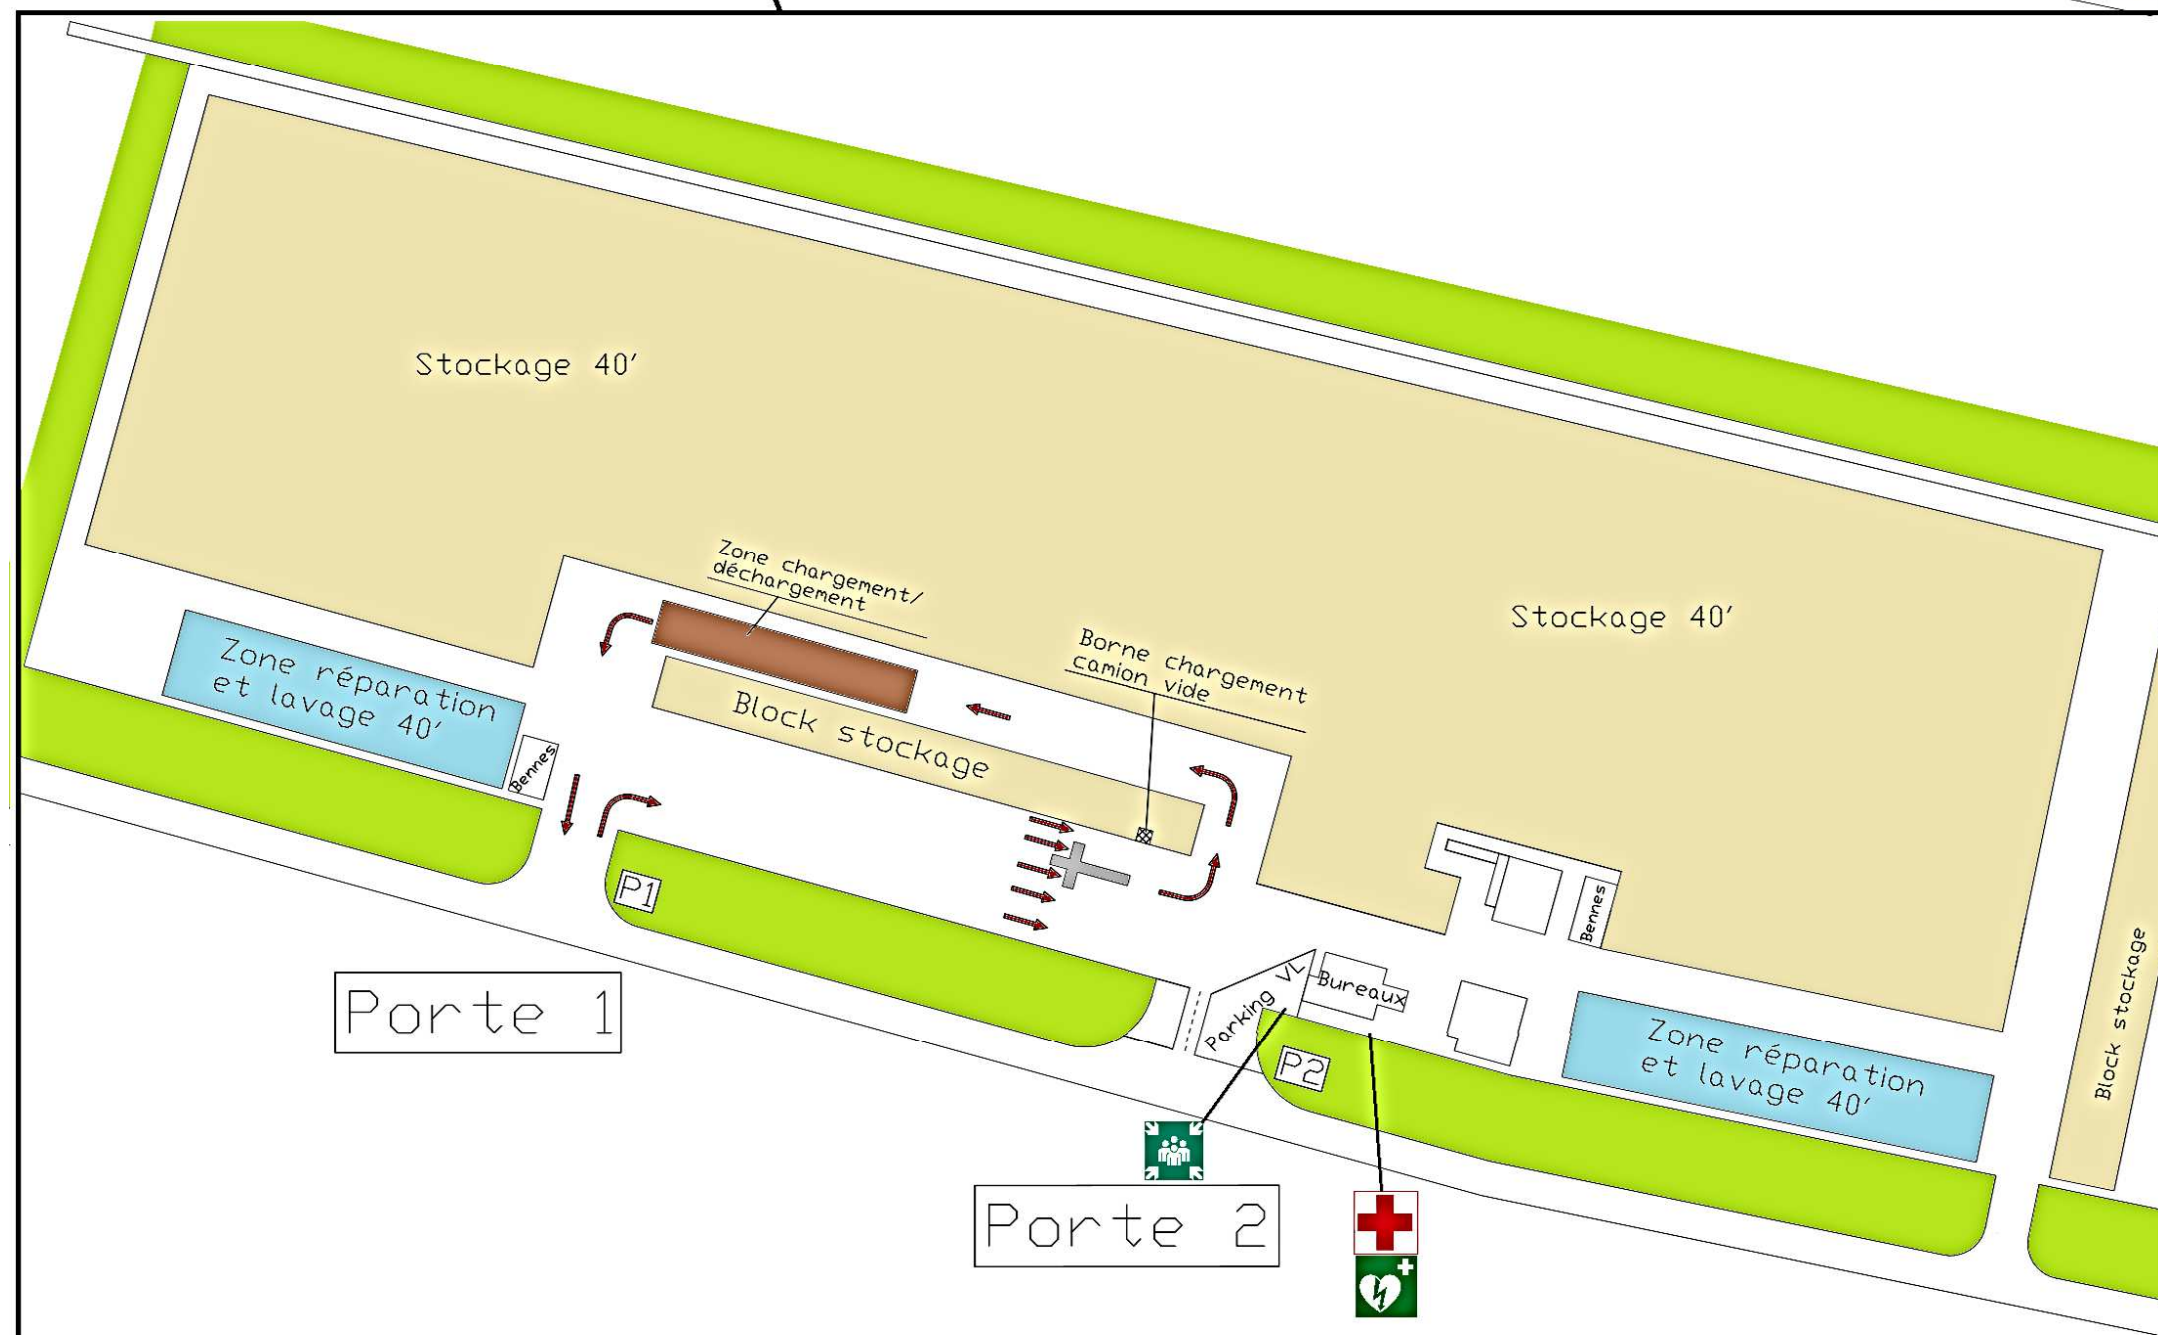 Stockage 40'
Zone chargement/
déchargement
Stockage 40'
Borne chargement
camion vide
Zone réparation
et lavage 40'
Block stockage
Bennes
P1
Bennes
Block stockage
Parking VL
Bureaux
Porte 1
P2
Zone réparation
et lavage 40'
Porte 2